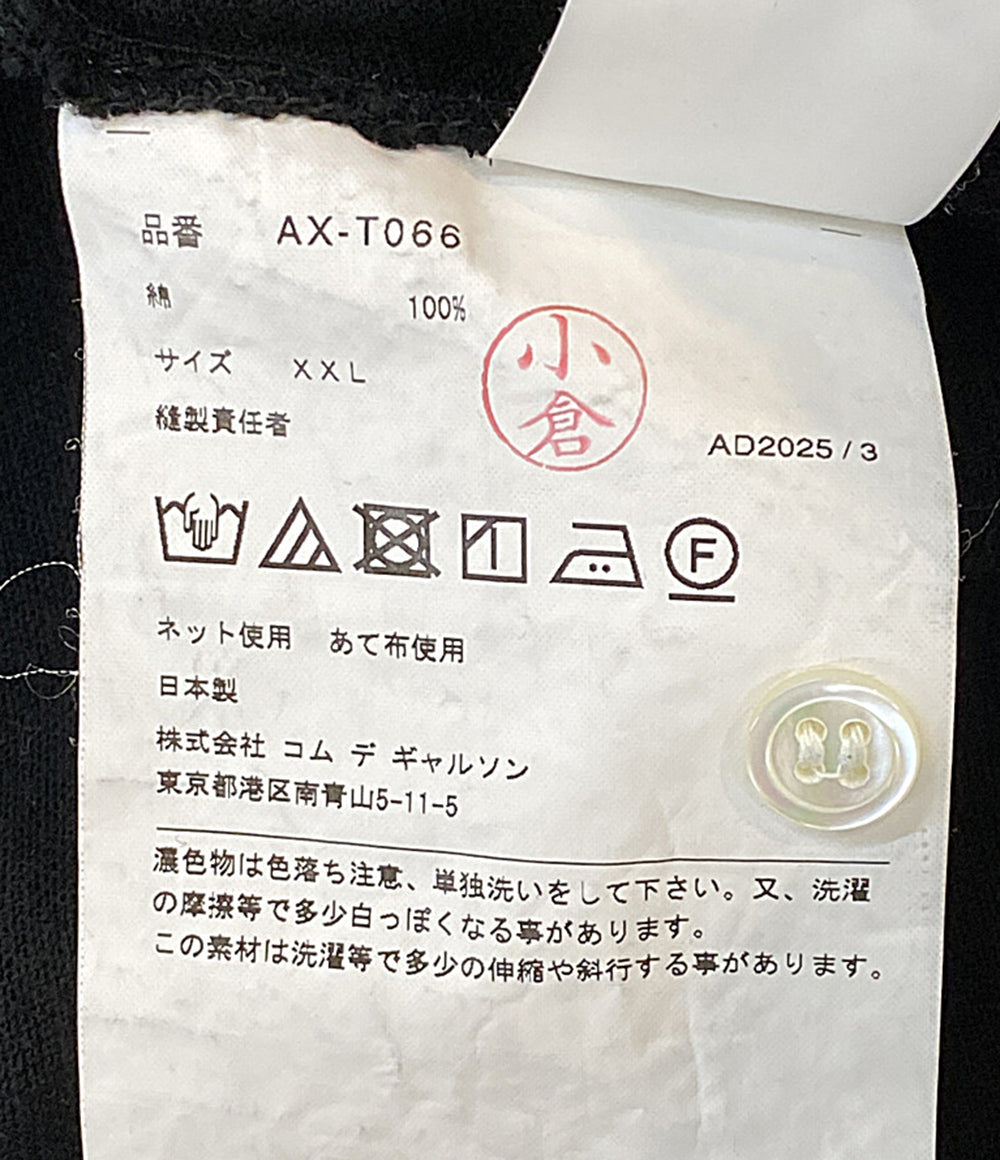 品番 AX-T066
綿 100%
サイズ XXL
縫製責任者
小倉
AD2025/3
F
ネット使用 あて布使用
日本製
株式会社 コム デ ギャルソン
東京都港区南青山5-11-5
濃色物は色落ち注意、単独洗いをして下さい。又、洗濯
の摩擦等で多少白っぽくなる事があります。
この素材は洗濯等で多少の伸縮や斜行する事があります。